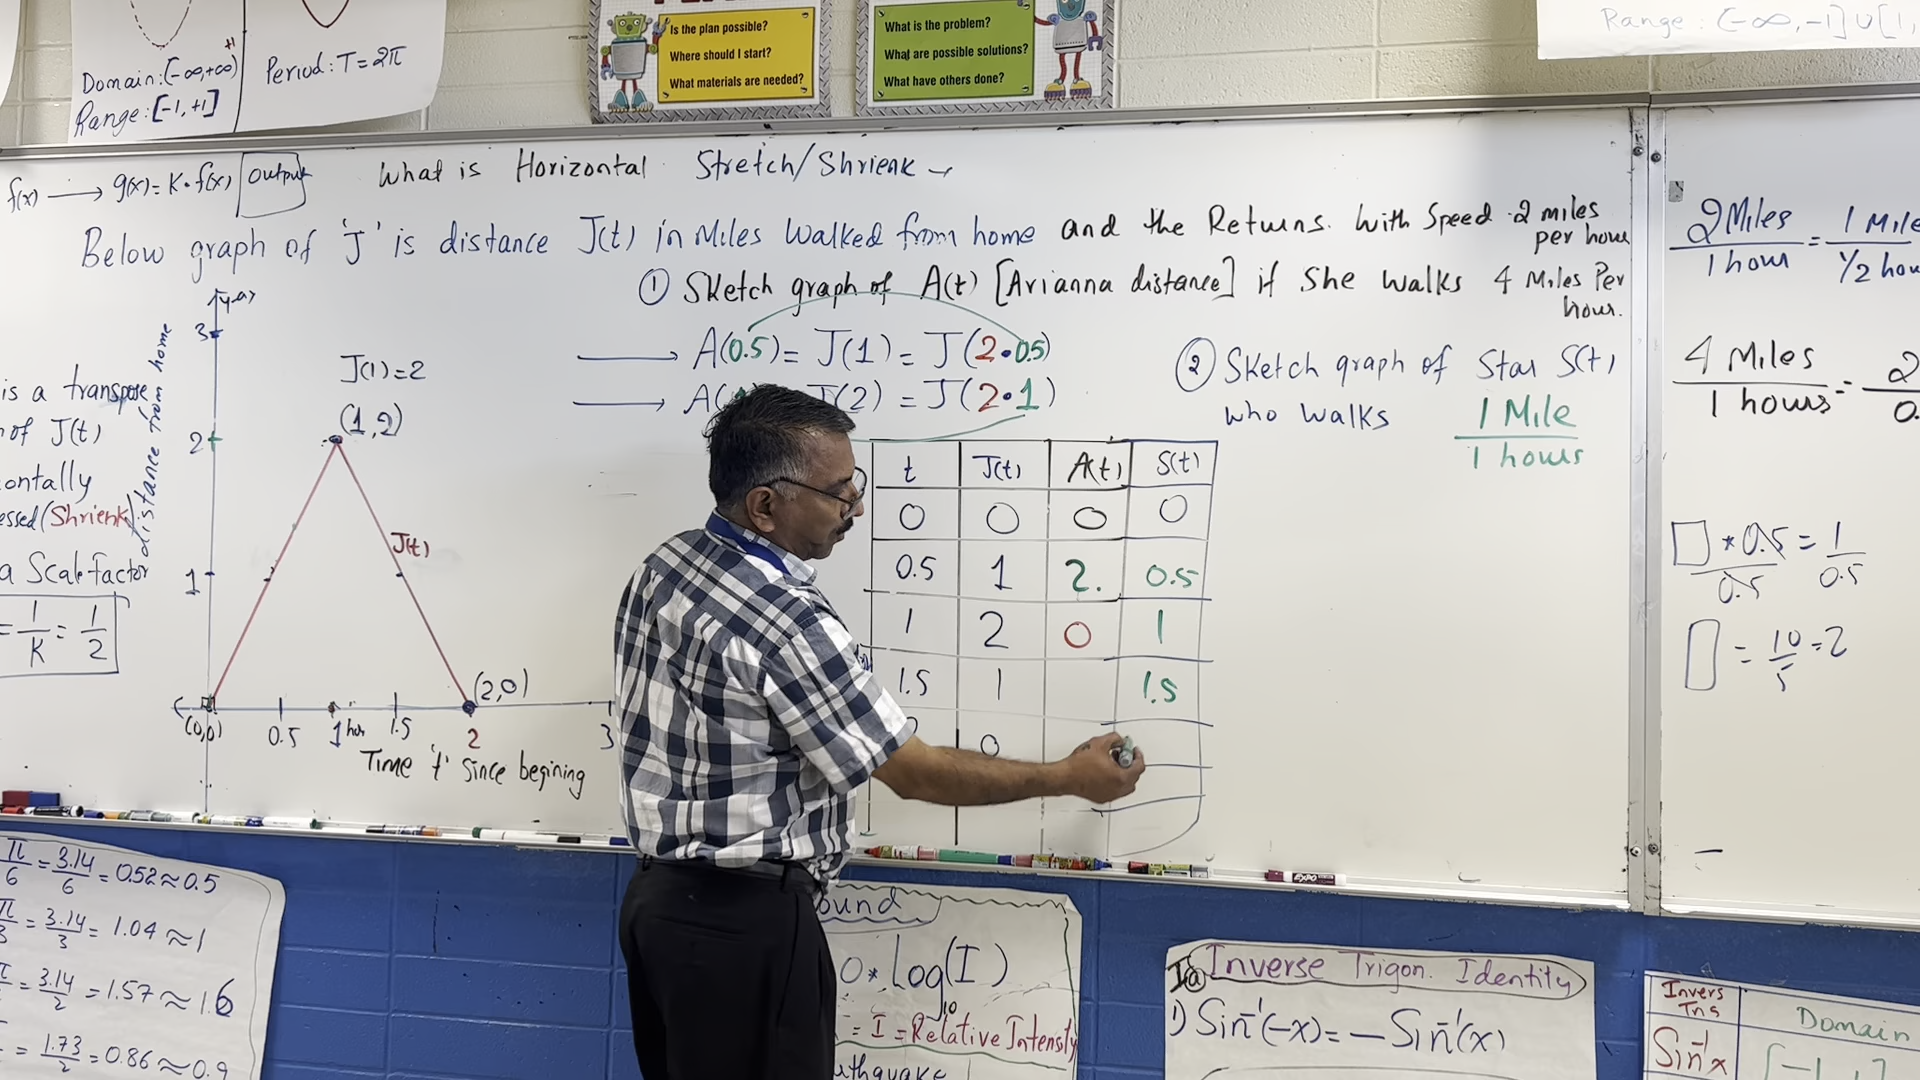 Domain: (-∞,+∞)
Range: [-1, +1]
+1
Period: T = 2π
Is the plan possible?
Where should I start?
What materials are needed?
What is the problem?
What are possible solutions?
What have others done?
Range: (-∞, -1] ∪ [1,
f(x) → g(x) = K • f(x) Output
What is Horizontal Stretch/Shrienk
Below graph of 'J' is distance J(t) in Miles Walked from home and the Returns. With Speed 2 miles
per hour
① Sketch graph of A(t) [Arianna distance] if She walks 4 Miles Per
hour.
→ A(0.5) = J(1) = J(2•0.5)
→ J(2) = J(2•1)
② Sketch graph of Star S(t)
who walks 1 Mile
1 hours
is a transpose
of J(t)
ontally
essed (Shrienk)
a Scale factor
= 1/K = 1/2
distance from home
3
2
1
J(1)=2
(1,2)
J(t)
(2,0)
(0,0)
0.5 1 hour 1.5 2 3
Time 't' Since begining
t J(t) A(t) S(t)
0 0 0 0
0.5 1 2. 0.5
1 2 0 1
1.5 1 1.5
0
2 Miles / 1 hour = 1 Mile / 1/2 hou
4 Miles / 1 hours = 2 / 0.
□ * 0.5 / 0.5 = 1 / 0.5
□ = 10/5 = 2
π/6 = 3.14/6 = 0.52 ≈ 0.5
π/3 = 3.14/3 = 1.04 ≈ 1
3.14/2 = 1.57 ≈ 1.6
1.73/2 = 0.86 ≈ 0.9
ound
0 * Log₁₀(I)
= I = Relative Intensity
uthquake
Inverse Trigon. Identity
1) Sin⁻¹(-x) = -Sin⁻¹(x)
Invers
Domain
Sin⁻¹x
EXPO